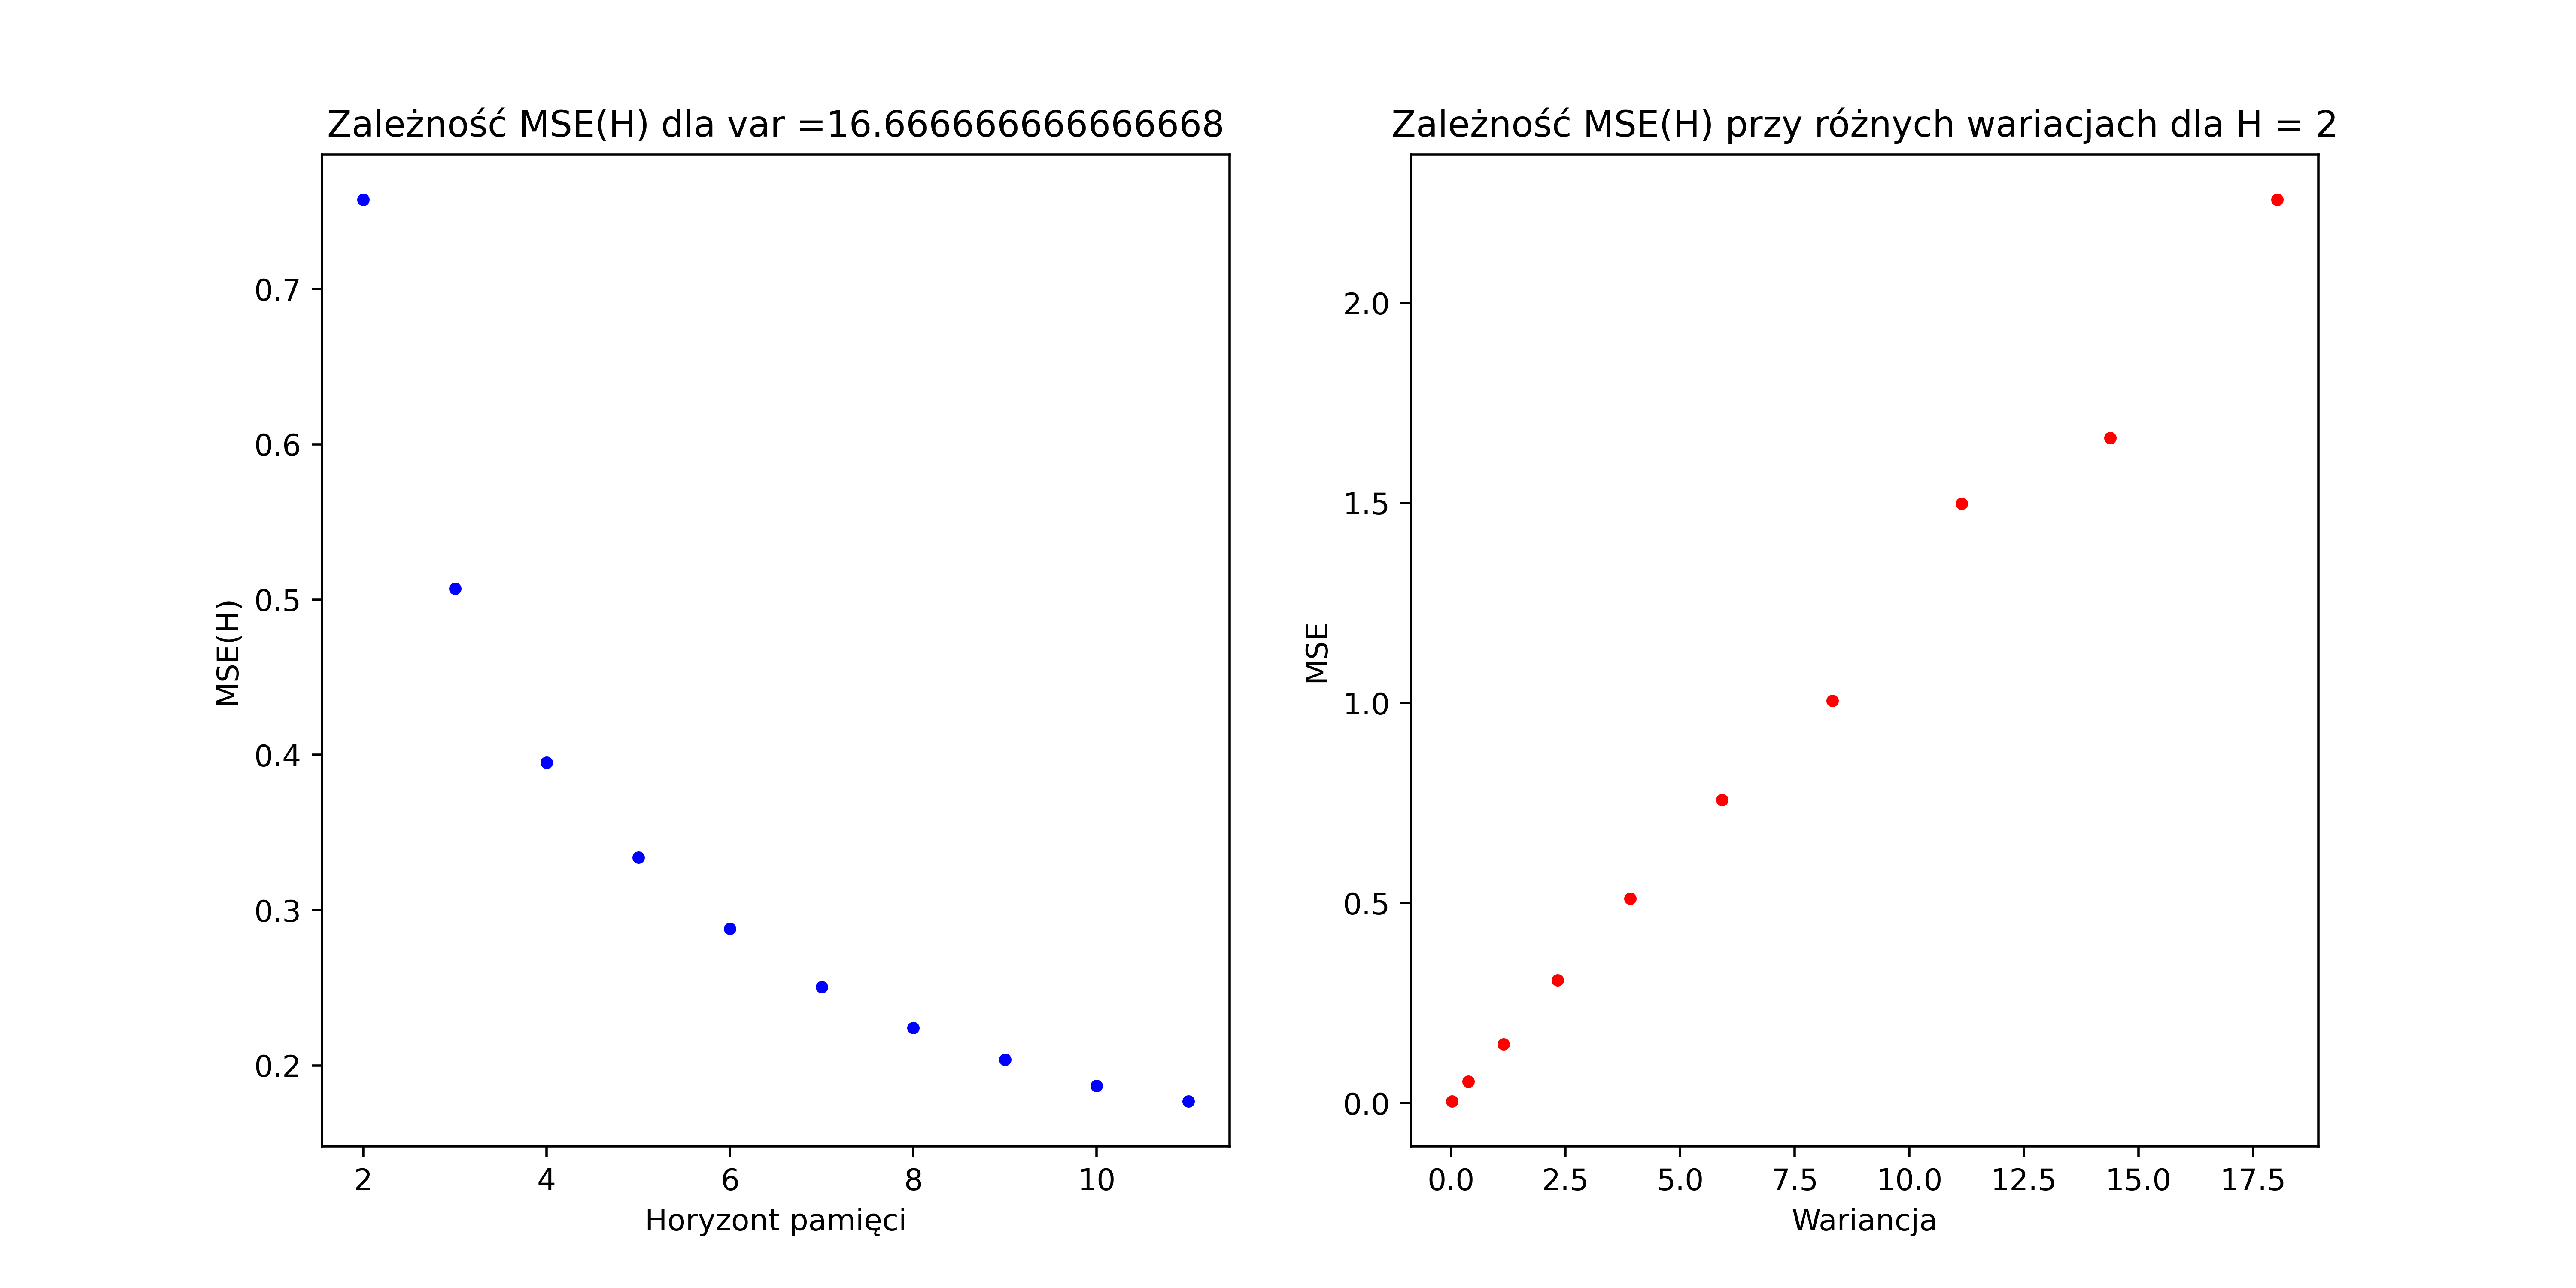 Zależność MSE(H) dla var =16.666666666666668
MSE(H)
0.7
0.6
0.5
0.4
0.3
0.2
2 4 6 8 10
Horyzont pamięci
Zależność MSE(H) przy różnych wariacjach dla H = 2
MSE
2.0
1.5
1.0
0.5
0.0
0.0 2.5 5.0 7.5 10.0 12.5 15.0 17.5
Wariancja